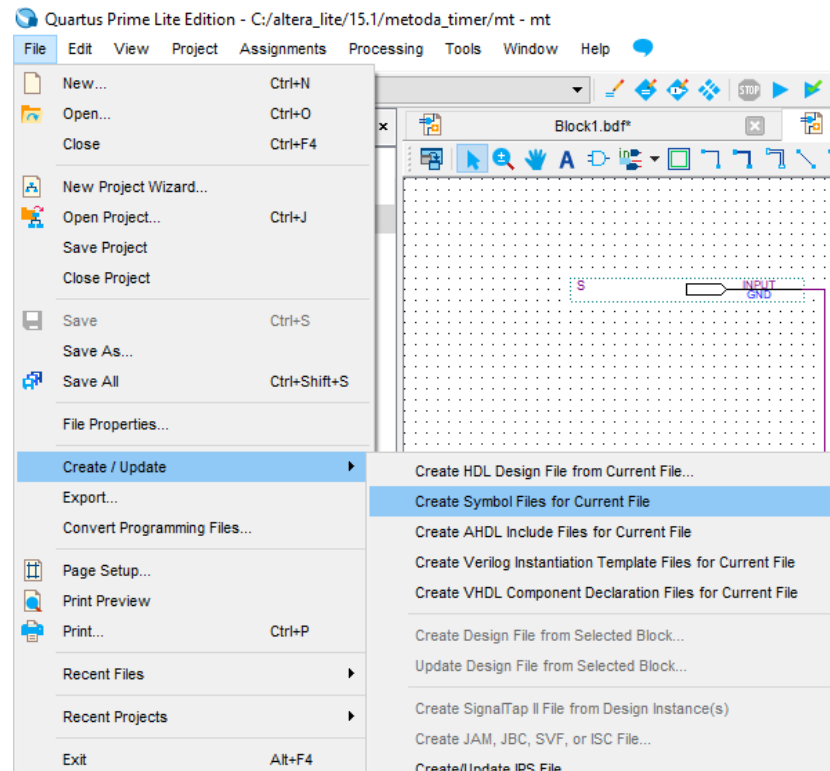 Quartus Prime Lite Edition - C:/altera_lite/15.1/metoda_timer/mt - mt
File Edit View Project Assignments Processing Tools Window Help
New... Ctrl+N
Open... Ctrl+O
Close Ctrl+F4
New Project Wizard...
Open Project... Ctrl+J
Save Project
Close Project
Save Ctrl+S
Save As...
Save All Ctrl+Shift+S
File Properties...
Create / Update
Export...
Convert Programming Files...
Page Setup...
Print Preview
Print... Ctrl+P
Recent Files
Recent Projects
Exit Alt+F4
STOP
Block1.bdf*
A
S
INPUT
GND
Create HDL Design File from Current File...
Create Symbol Files for Current File
Create AHDL Include Files for Current File
Create Verilog Instantiation Template Files for Current File
Create VHDL Component Declaration Files for Current File
Create Design File from Selected Block...
Update Design File from Selected Block...
Create SignalTap II File from Design Instance(s)
Create JAM, JBC, SVF, or ISC File...
Create/Update IPS File